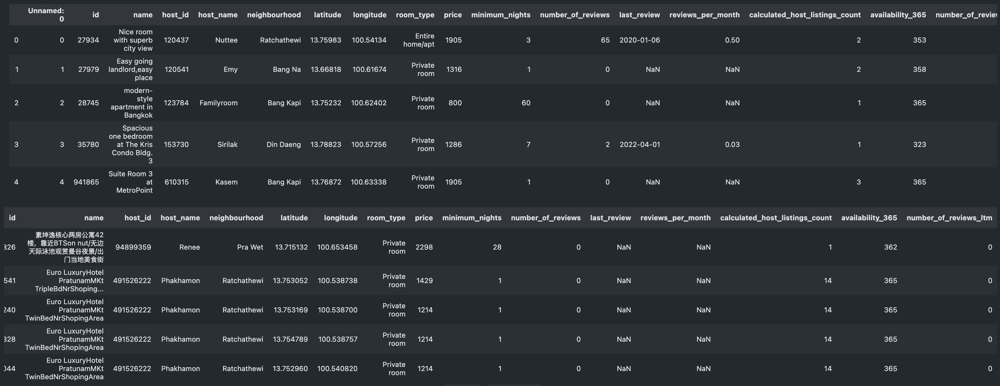 Unnamed: 0 id name host_id host_name neighbourhood latitude longitude room_type price minimum_nights number_of_reviews last_review reviews_per_month calculated_host_listings_count availability_365
0 0 27934 Nice room with superb city view 120437 Nuttee Ratchathewi 13.75983 100.54134 Entire home/apt 1905 3 65 2020-01-06 0.50 2 353
1 1 27979 Easy going landlord,easy place 120541 Emy Bang Na 13.66818 100.61674 Private room 1316 1 0 NaN NaN 2 358
2 2 28745 modern-style apartment in Bangkok 123784 Familyroom Bang Kapi 13.75232 100.62402 Private room 800 60 0 NaN NaN 1 365
3 3 35780 Spacious one bedroom at The Kris Condo Bldg. 3 153730 Sirilak Din Daeng 13.78823 100.57256 Private room 1286 7 2 2022-04-01 0.03 1 323
4 4 941865 Suite Room 3 at MetroPoint 610315 Kasem Bang Kapi 13.76872 100.63338 Private room 1905 1 0 NaN NaN 3 365
id name host_id host_name neighbourhood latitude longitude room_type price minimum_nights number_of_reviews last_review reviews_per_month calculated_host_listings_count availability_365 number_of_reviews_ltm
素坤逸核心两房公寓42楼，靠近BTSon nut/无边天际泳池观赏曼谷夜景/出门当地美食街 94899359 Renee Pra Wet 13.715132 100.653458 Private room 2298 28 0 NaN NaN 1 362 0
541 Euro LuxuryHotel PratunamMKt TripleBdNrShoping... 491526222 Phakhamon Ratchathewi 13.753052 100.538738 Private room 1429 1 0 NaN NaN 14 365 0
240 Euro LuxuryHotel PratunamMKt TwinBedNrShopingArea 491526222 Phakhamon Ratchathewi 13.753169 100.538700 Private room 1214 1 0 NaN NaN 14 365 0
Euro LuxuryHotel PratunamMKt TwinBedNrShopingArea 491526222 Phakhamon Ratchathewi 13.754789 100.538757 Private room 1214 1 0 NaN NaN 14 365 0
Euro LuxuryHotel PratunamMKt TwinBedNrShopingArea 491526222 Phakhamon Ratchathewi 13.752960 100.540820 Private room 1214 1 0 NaN NaN 14 365 0